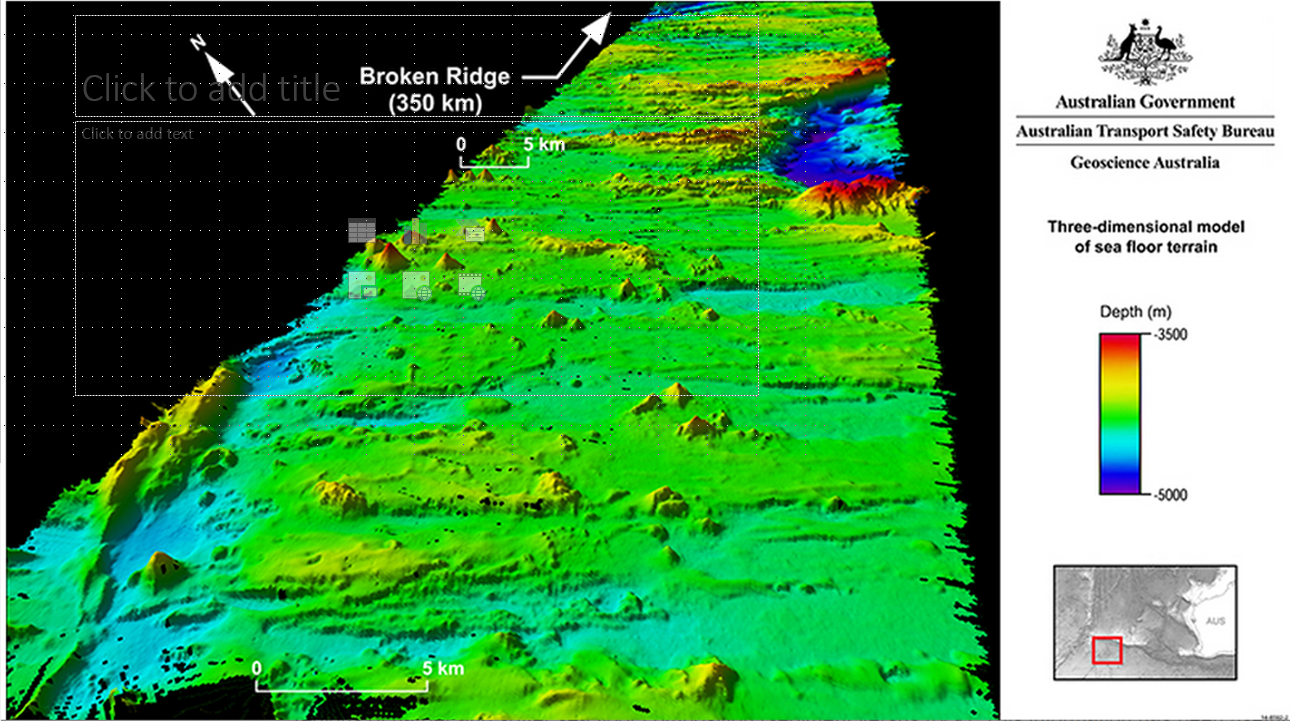 N
Click to add title
Broken Ridge
(350 km)
Click to add text
0 5 km
0 5 km
Australian Government
Australian Transport Safety Bureau
Geoscience Australia
Three-dimensional model
of sea floor terrain
Depth (m)
-3500
-5000
AUS